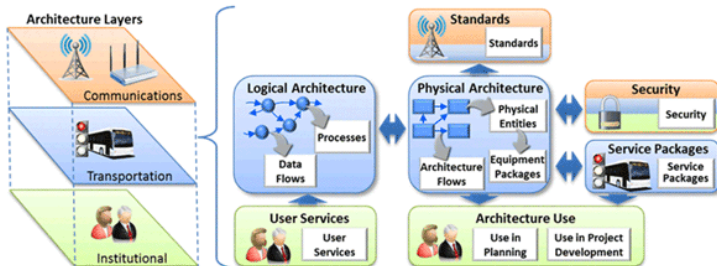 Architecture Layers
Communications
Transportation
Institutional
Logical Architecture
Processes
Data
Flows
User Services
User
Services
Standards
Standards
Physical Architecture
Physical
Entities
Architecture
Flows
Equipment
Packages
Security
Security
Service Packages
Service
Packages
Architecture Use
Use in
Planning
Use in Project
Development